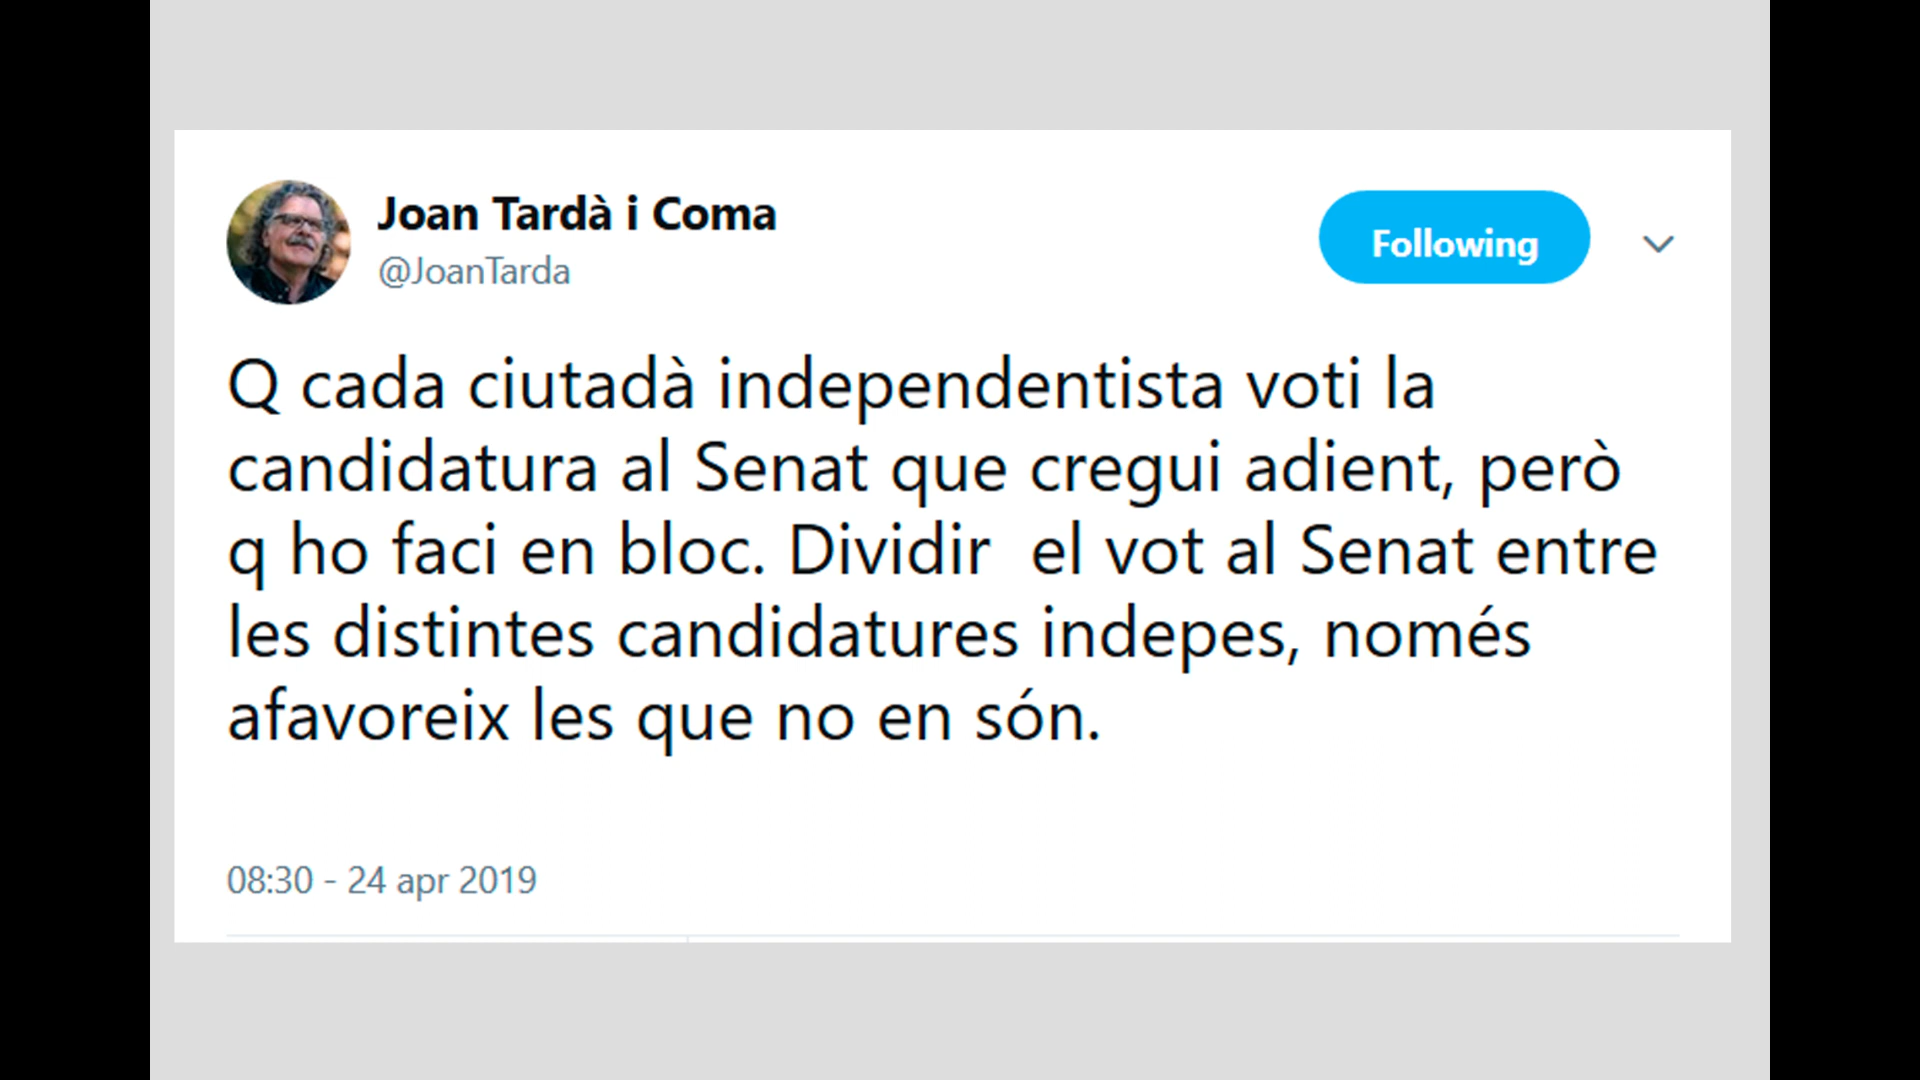 Joan Tardà i Coma
@JoanTarda
Following
Q cada ciutadà independentista voti la
candidatura al Senat que cregui adient, però
q ho faci en bloc. Dividir  el vot al Senat entre
les distintes candidatures indepes, només
afavoreix les que no en són.
08:30 - 24 apr 2019